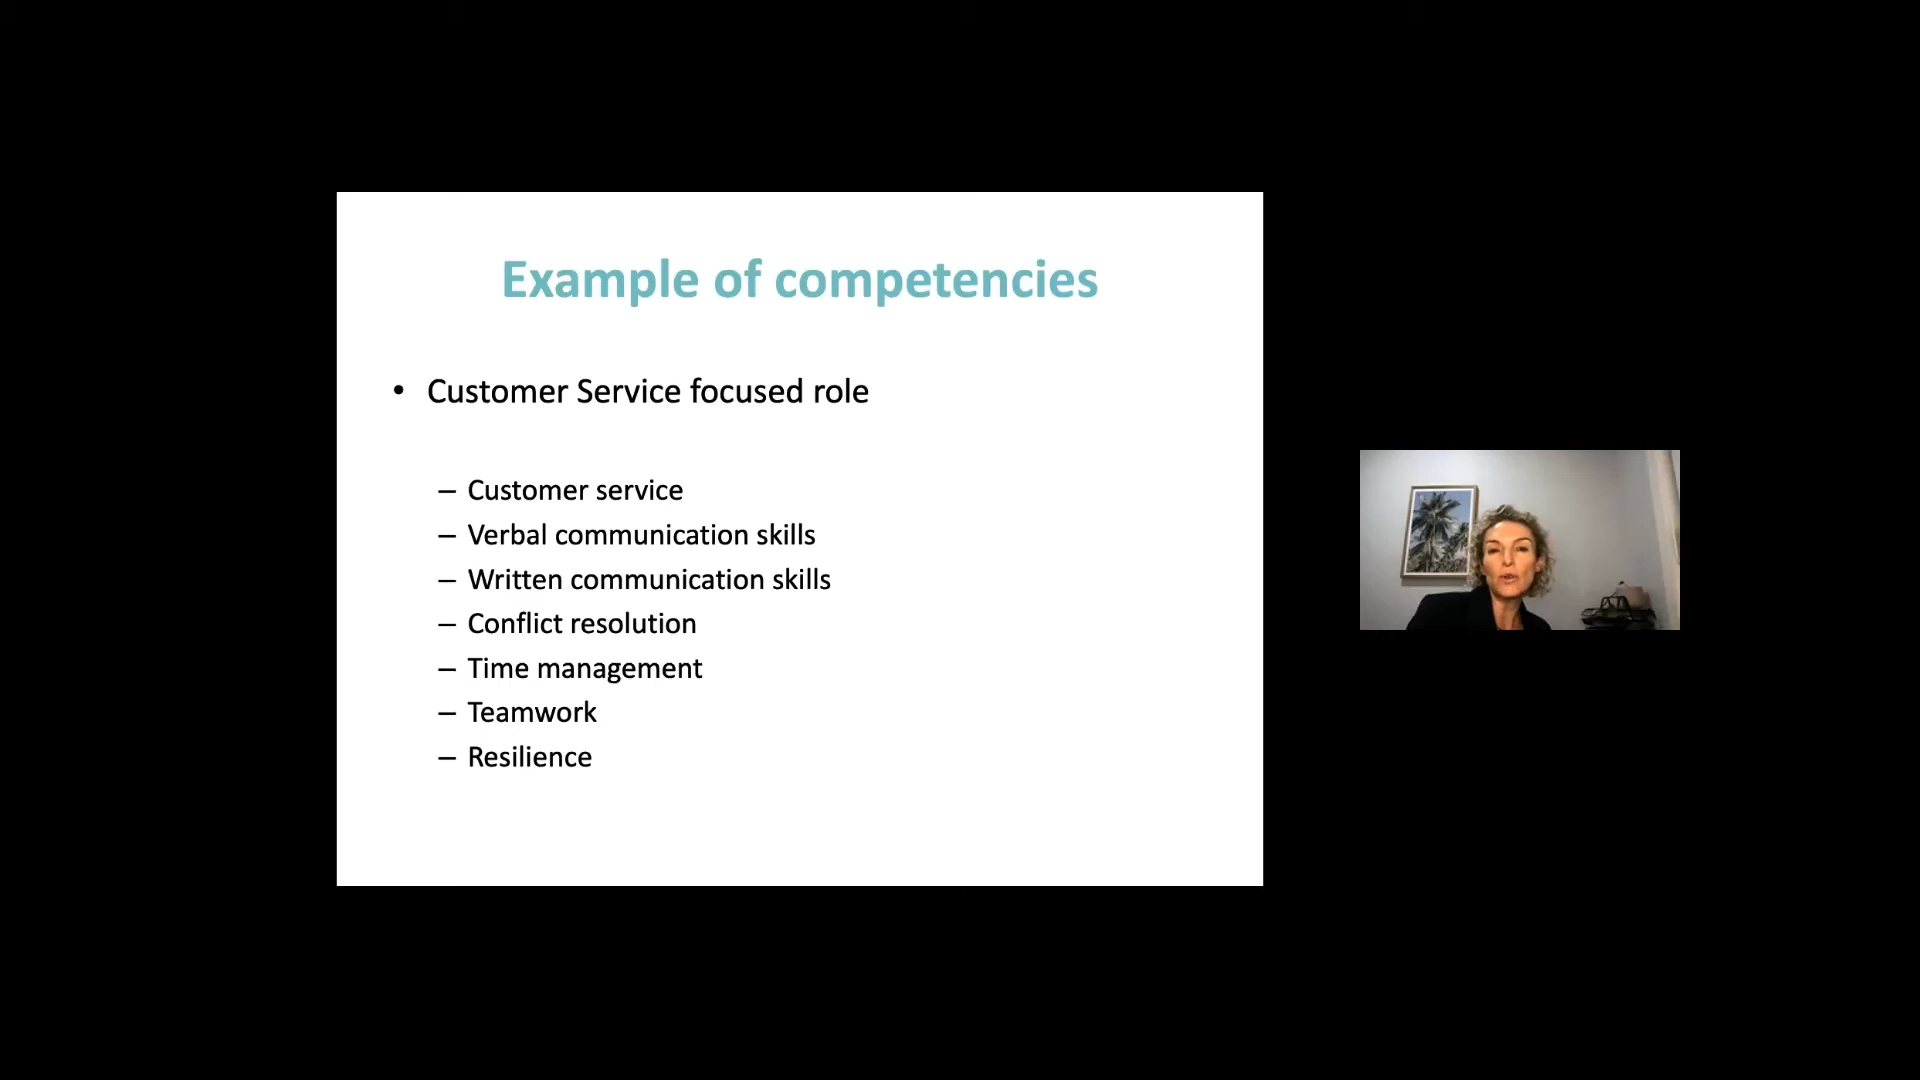 Example of competencies
• Customer Service focused role
– Customer service
– Verbal communication skills
– Written communication skills
– Conflict resolution
– Time management
– Teamwork
– Resilience